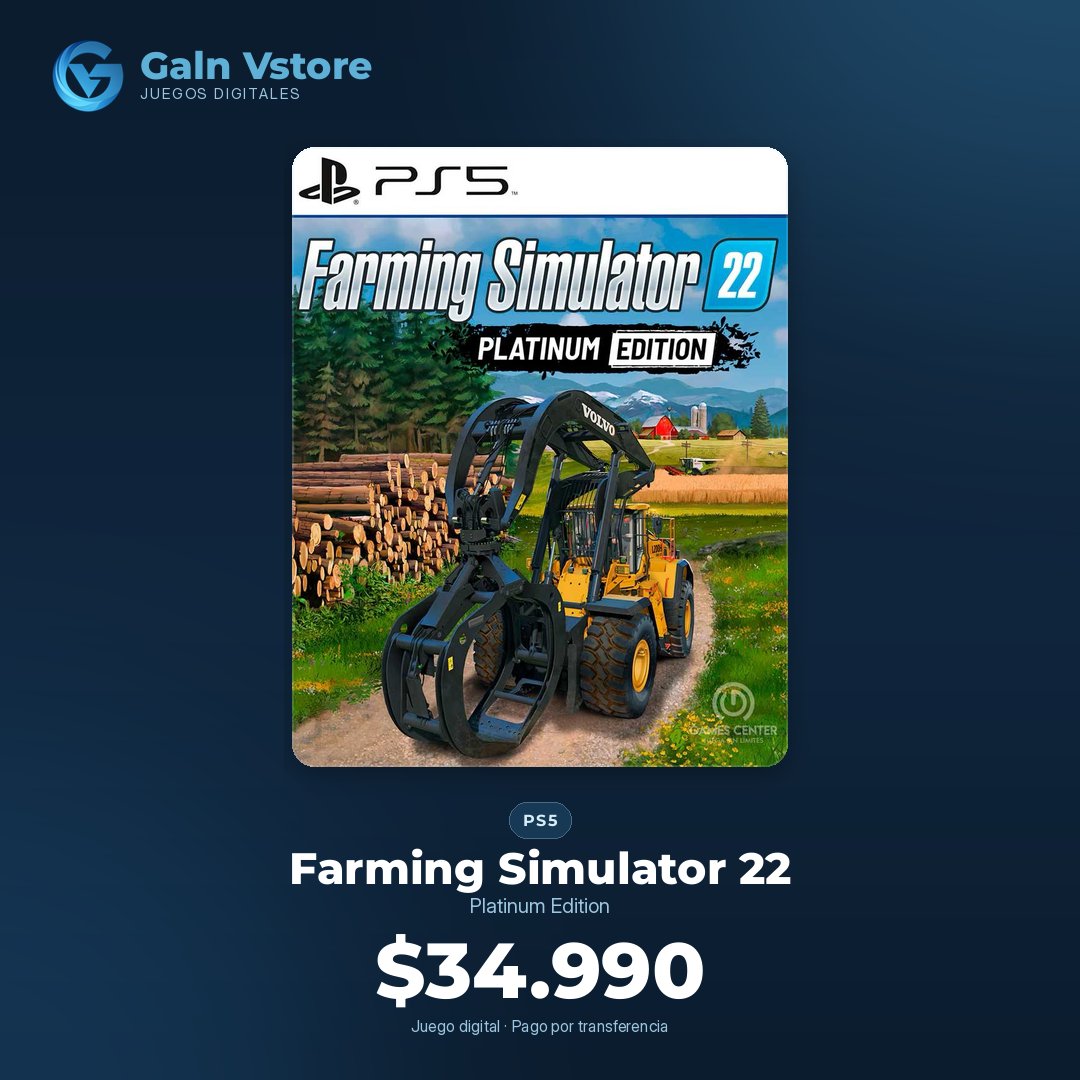 GaIn Vstore
JUEGOS DIGITALES
PS5
Farming Simulator 22
PLATINUM EDITION
VOLVO
GAMES CENTER
PS5
Farming Simulator 22
Platinum Edition
$34.990
Juego digital · Pago por transferencia